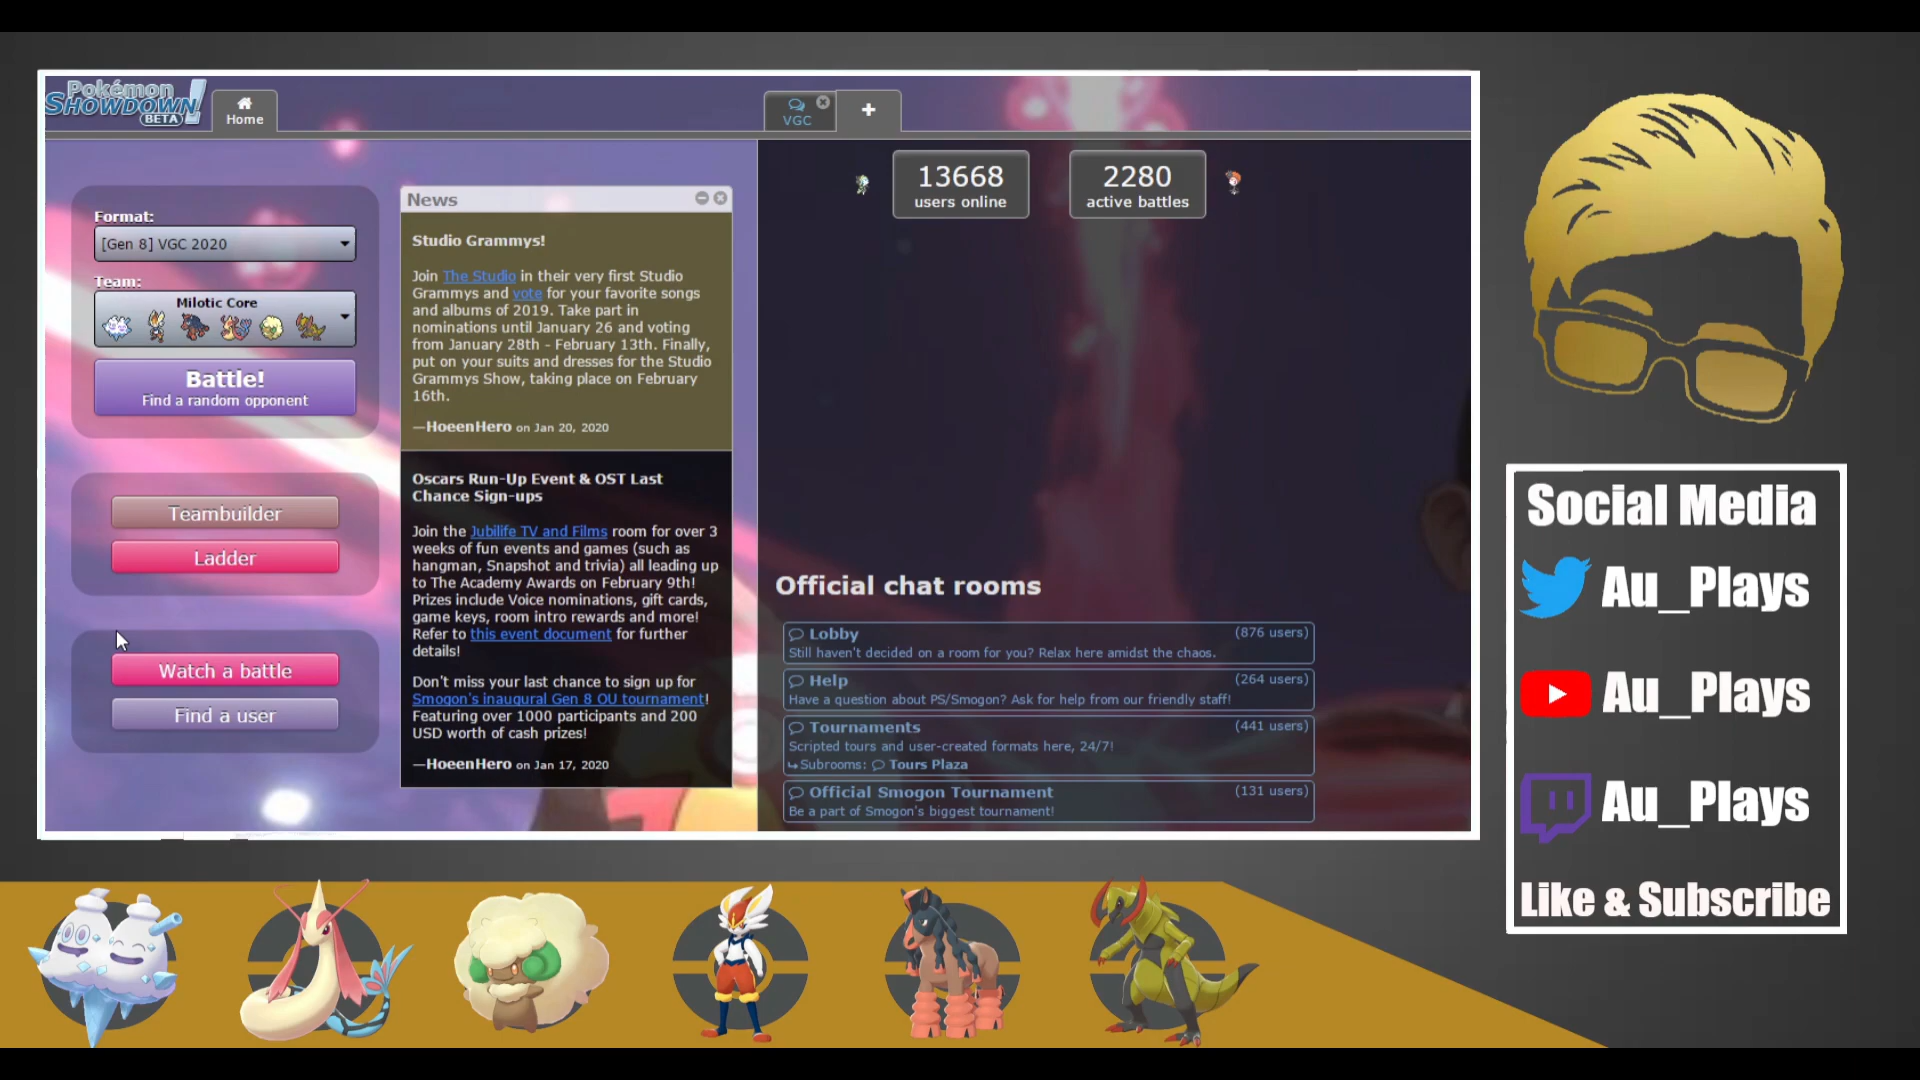 Pokémon
SHOWDOWN!
BETA
Home
VGC
+
Format:
[Gen 8] VGC 2020
Team:
Milotic Core
Battle!
Find a random opponent
Teambuilder
Ladder
Watch a battle
Find a user
News
Studio Grammys!
Join The Studio in their very first Studio
Grammys and vote for your favorite songs
and albums of 2019. Take part in
nominations until January 26 and voting
from January 28th - February 13th. Finally,
put on your suits and dresses for the Studio
Grammys Show, taking place on February
16th.
—HoeenHero on Jan 20, 2020
Oscars Run-Up Event & OST Last
Chance Sign-ups
Join the Jubilife TV and Films room for over 3
weeks of fun events and games (such as
hangman, Snapshot and trivia) all leading up
to The Academy Awards on February 9th!
Prizes include Voice nominations, gift cards,
game keys, room intro rewards and more!
Refer to this event document for further
details!
Don't miss your last chance to sign up for
Smogon's inaugural Gen 8 OU tournament!
Featuring over 1000 participants and 200
USD worth of cash prizes!
—HoeenHero on Jan 17, 2020
13668
users online
2280
active battles
Official chat rooms
Lobby (876 users)
Still haven't decided on a room for you? Relax here amidst the chaos.
Help (264 users)
Have a question about PS/Smogon? Ask for help from our friendly staff!
Tournaments (441 users)
Scripted tours and user-created formats here, 24/7!
↳Subrooms: Tours Plaza
Official Smogon Tournament (131 users)
Be a part of Smogon's biggest tournament!
Social Media
Au_Plays
Au_Plays
Au_Plays
Like & Subscribe